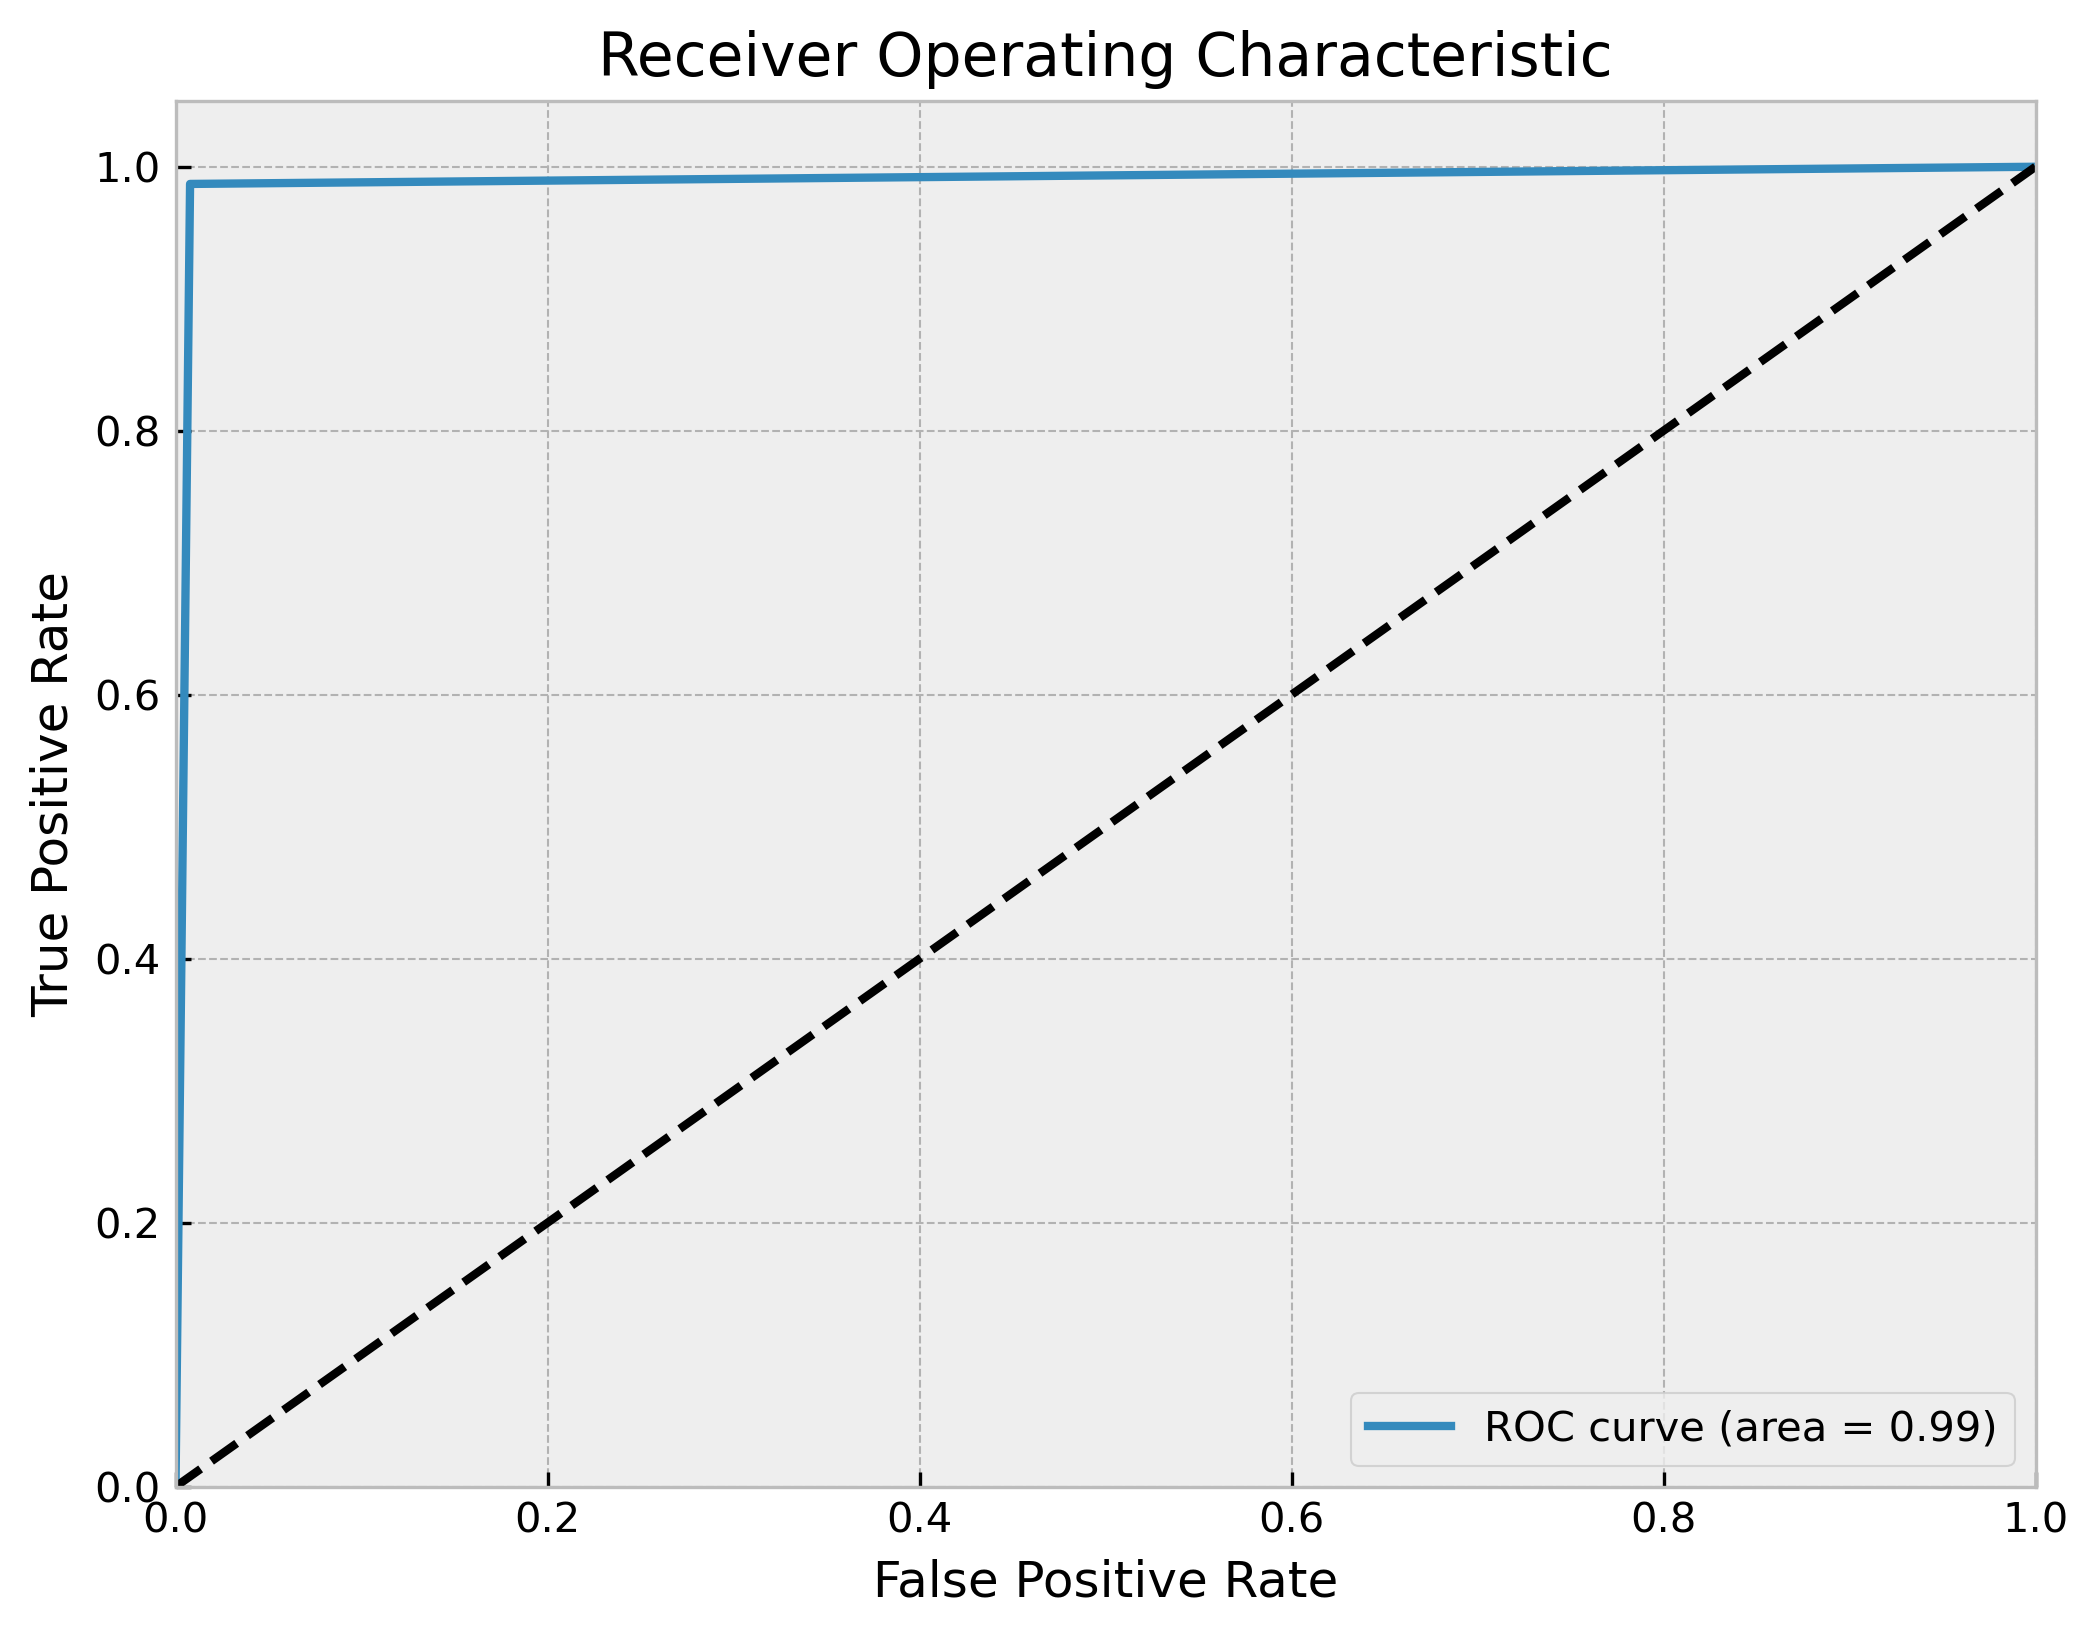 Receiver Operating Characteristic
1.0
0.8
0.6
0.4
0.2
0.0
True Positive Rate
ROC curve (area = 0.99)
0.0 0.2 0.4 0.6 0.8 1.0
False Positive Rate